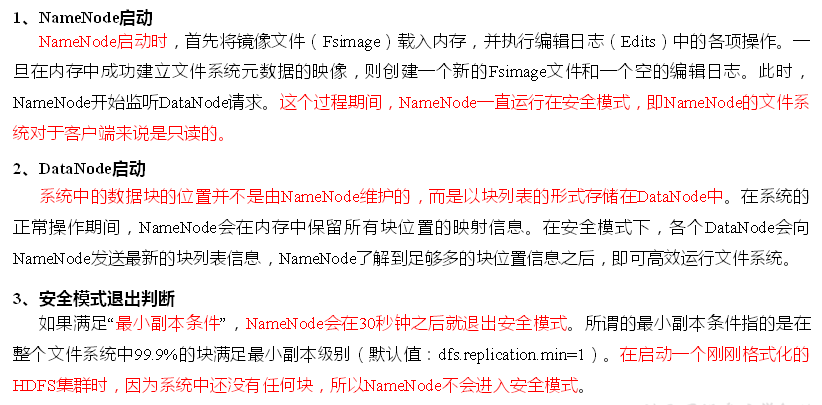 1、NameNode启动
NameNode启动时，首先将镜像文件（Fsimage）载入内存，并执行编辑日志（Edits）中的各项操作。一
旦在内存中成功建立文件系统元数据的映像，则创建一个新的Fsimage文件和一个空的编辑日志。此时，
NameNode开始监听DataNode请求。这个过程期间，NameNode一直运行在安全模式，即NameNode的文件系
统对于客户端来说是只读的。
2、DataNode启动
系统中的数据块的位置并不是由NameNode维护的，而是以块列表的形式存储在DataNode中。在系统的
正常操作期间，NameNode会在内存中保留所有块位置的映射信息。在安全模式下，各个DataNode会向
NameNode发送最新的块列表信息，NameNode了解到足够多的块位置信息之后，即可高效运行文件系统。
3、安全模式退出判断
如果满足“最小副本条件”，NameNode会在30秒钟之后就退出安全模式。所谓的最小副本条件指的是在
整个文件系统中99.9%的块满足最小副本级别（默认值：dfs.replication.min=1）。在启动一个刚刚格式化的
HDFS集群时，因为系统中还没有任何块，所以NameNode不会进入安全模式。